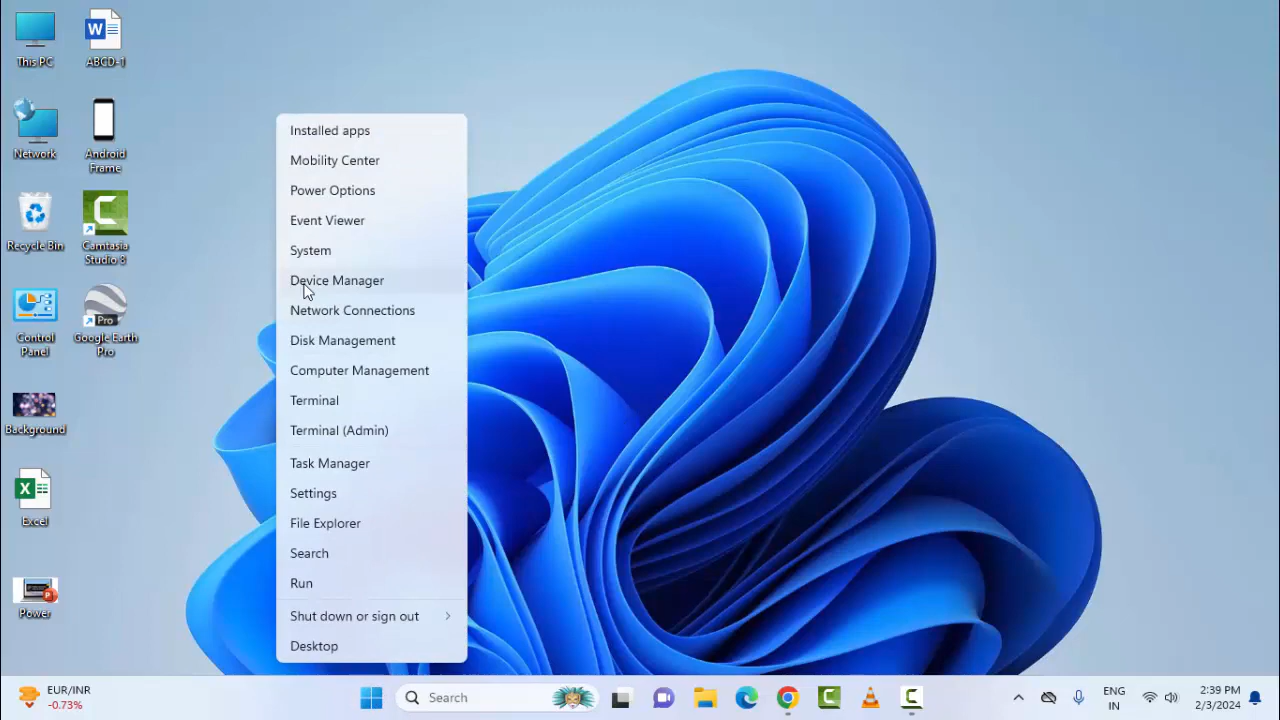 This PC
ABCD-1
Network
Android
Frame
Recycle Bin
Camtasia
Studio 8
Control
Panel
Pro
Google Earth
Pro
Background
Excel
Power
Installed apps
Mobility Center
Power Options
Event Viewer
System
Device Manager
Network Connections
Disk Management
Computer Management
Terminal
Terminal (Admin)
Task Manager
Settings
File Explorer
Search
Run
Shut down or sign out
Desktop
EUR/INR
-0.73%
Search
ENG
IN
2:39 PM
2/3/2024